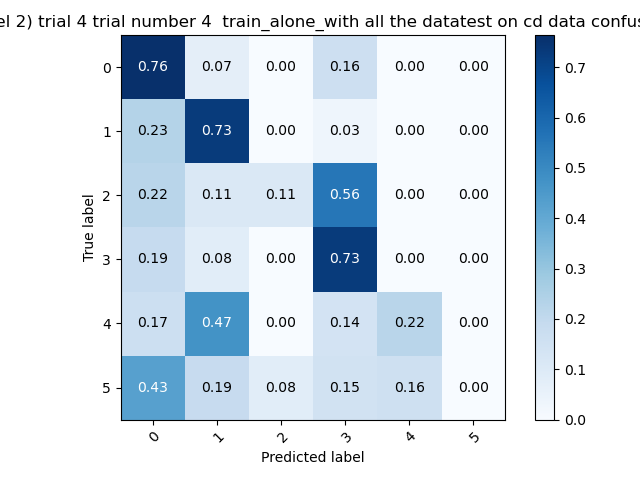 el 2) trial 4 trial number 4  train_alone_with all the datatest on cd data confus
0 0.76 0.07 0.00 0.16 0.00 0.00
1 0.23 0.73 0.00 0.03 0.00 0.00
2 0.22 0.11 0.11 0.56 0.00 0.00
3 0.19 0.08 0.00 0.73 0.00 0.00
4 0.17 0.47 0.00 0.14 0.22 0.00
5 0.43 0.19 0.08 0.15 0.16 0.00
True label
0 1 2 3 4 5
Predicted label
0.7
0.6
0.5
0.4
0.3
0.2
0.1
0.0